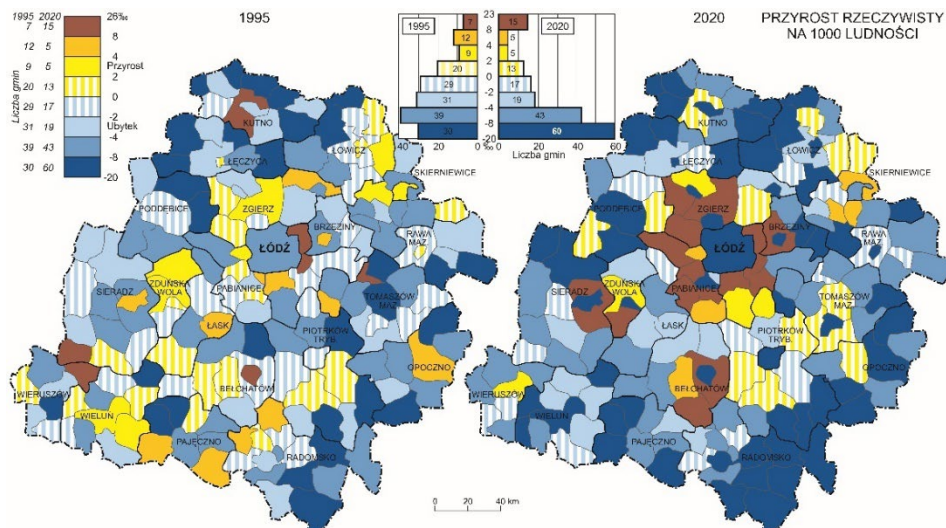 1995 2020 26‰
7 15
8
12 5
4
9 5 Przyrost
2
20 13
0
29 17
-2
31 19 Ubytek
-4
39 43
-8
30 60
-20
Liczba gmin
1995
1995
7
12
9
20
29
31
39
30
40 20 0
23
8
4
2
0
-2
-4
-8
-20
‰
2020
15
5
5
13
17
19
43
60
0 20 40 60
Liczba gmin
2020
PRZYROST RZECZYWISTY
NA 1000 LUDNOŚCI
KUTNO
ŁĘCZYCA
ŁOWICZ
SKIERNIEWICE
PODDĘBICE
ZGIERZ
BRZEZINY
ŁÓDŹ
RAWA
MAZ.
SIERADZ
ZDUŃSKA
WOLA
PABIANICE
TOMASZÓW
MAZ.
ŁASK
PIOTRKÓW
TRYB.
OPOCZNO
BEŁCHATÓW
WIERUSZÓW
WIELUŃ
PAJĘCZNO
RADOMSKO
KUTNO
ŁĘCZYCA
ŁOWICZ
SKIERNIEWICE
PODDĘBICE
ZGIERZ
BRZEZINY
ŁÓDŹ
RAWA
MAZ.
SIERADZ
ZDUŃSKA
WOLA
PABIANICE
TOMASZÓW
MAZ.
ŁASK
PIOTRKÓW
TRYB.
OPOCZNO
BEŁCHATÓW
WIERUSZÓW
WIELUŃ
PAJĘCZNO
RADOMSKO
0 20 40 km